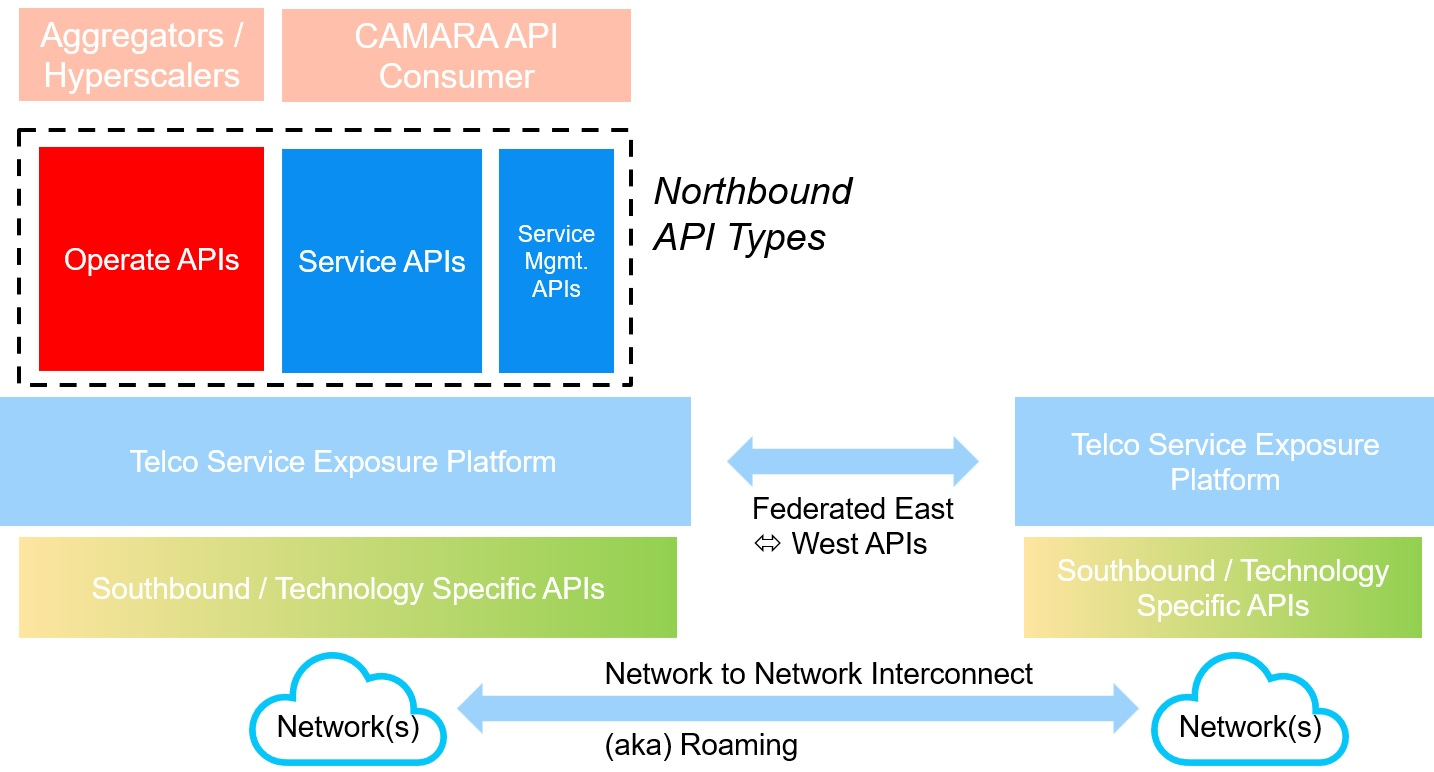 Aggregators /
Hyperscalers
CAMARA API
Consumer
Operate APIs
Service APIs
Service
Mgmt.
APIs
Northbound
API Types
Telco Service Exposure Platform
Federated East
⬄ West APIs
Telco Service Exposure
Platform
Southbound / Technology Specific APIs
Southbound / Technology
Specific APIs
Network(s)
Network to Network Interconnect
(aka) Roaming
Network(s)